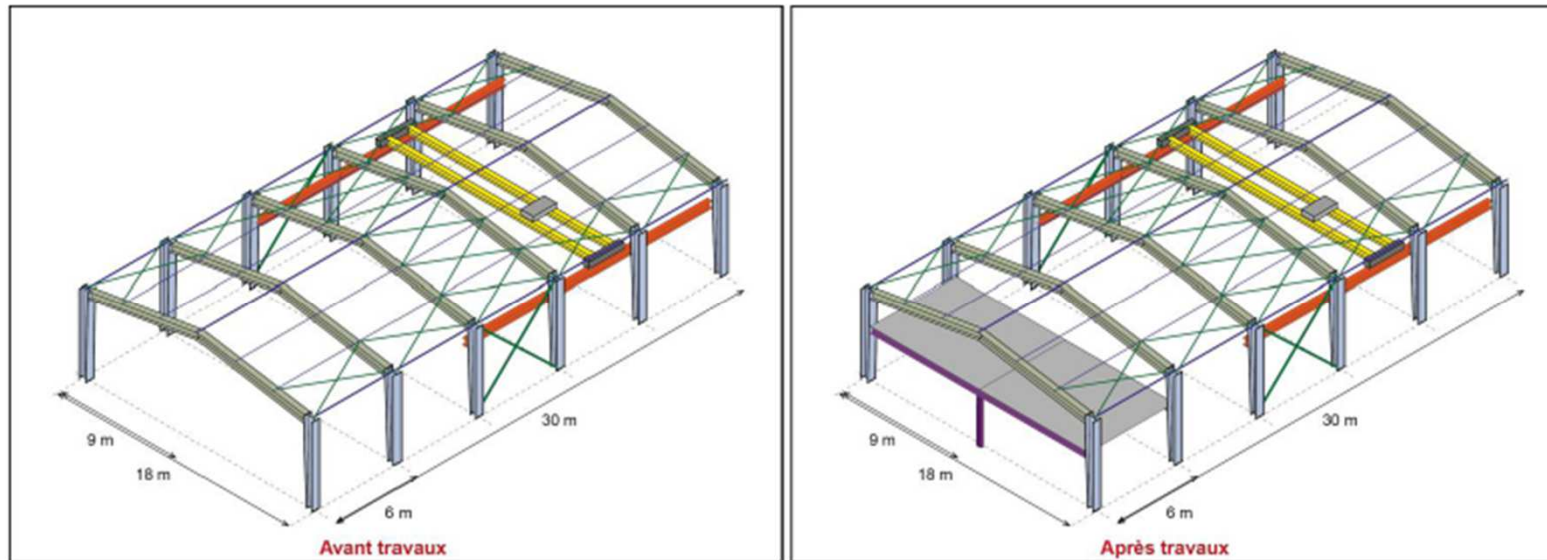 9 m
18 m
6 m
30 m
Avant travaux
9 m
18 m
6 m
30 m
Après travaux